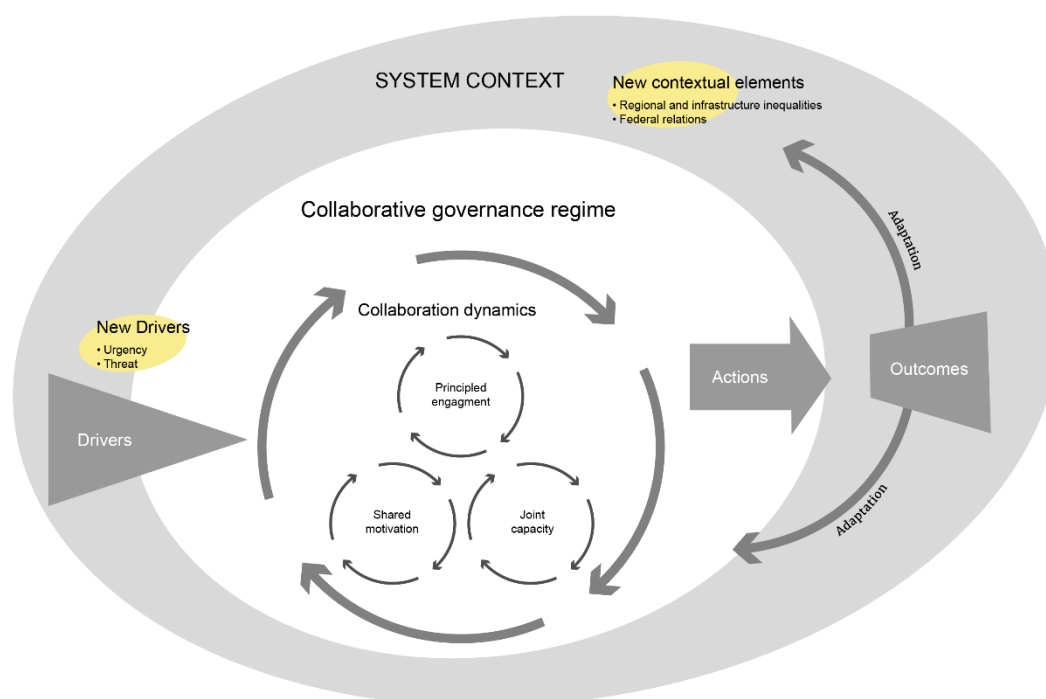 SYSTEM CONTEXT
New contextual elements
• Regional and infrastructure inequalities
• Federal relations
Collaborative governance regime
Adaptation
New Drivers
• Urgency
• Threat
Collaboration dynamics
Principled
engagment
Actions
Outcomes
Drivers
Shared
motivation
Joint
capacity
Adaptation